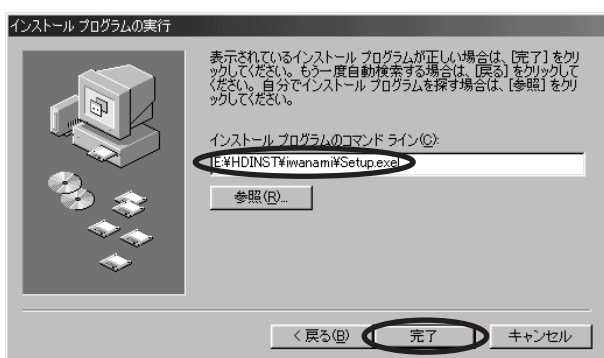 インストール プログラムの実行
表示されているインストール プログラムが正しい場合は、[完了] をクリ
ックしてください。もう一度自動検索する場合は、[戻る] をクリックして
ください。自分でインストール プログラムを探す場合は、[参照] をクリ
ックしてください。
インストール プログラムのコマンド ライン(C):
E:¥HDINST¥iwanami¥Setup.exe
参照(R)...
< 戻る(B)
完了
キャンセル